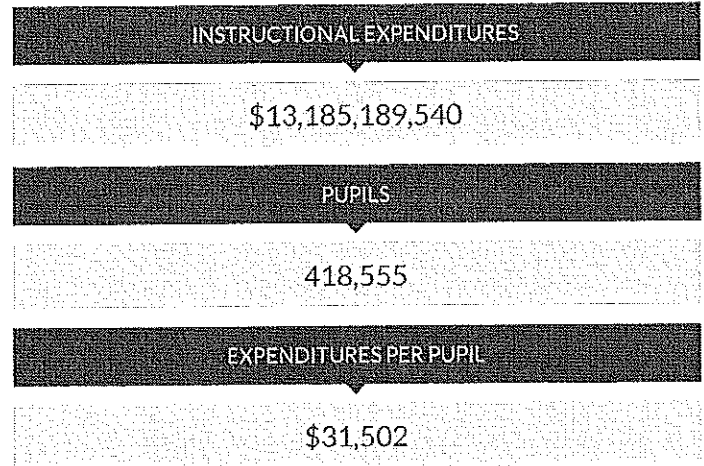 INSTRUCTIONAL EXPENDITURES
$13,185,189,540
PUPILS
418,555
EXPENDITURES PER PUPIL
$31,502